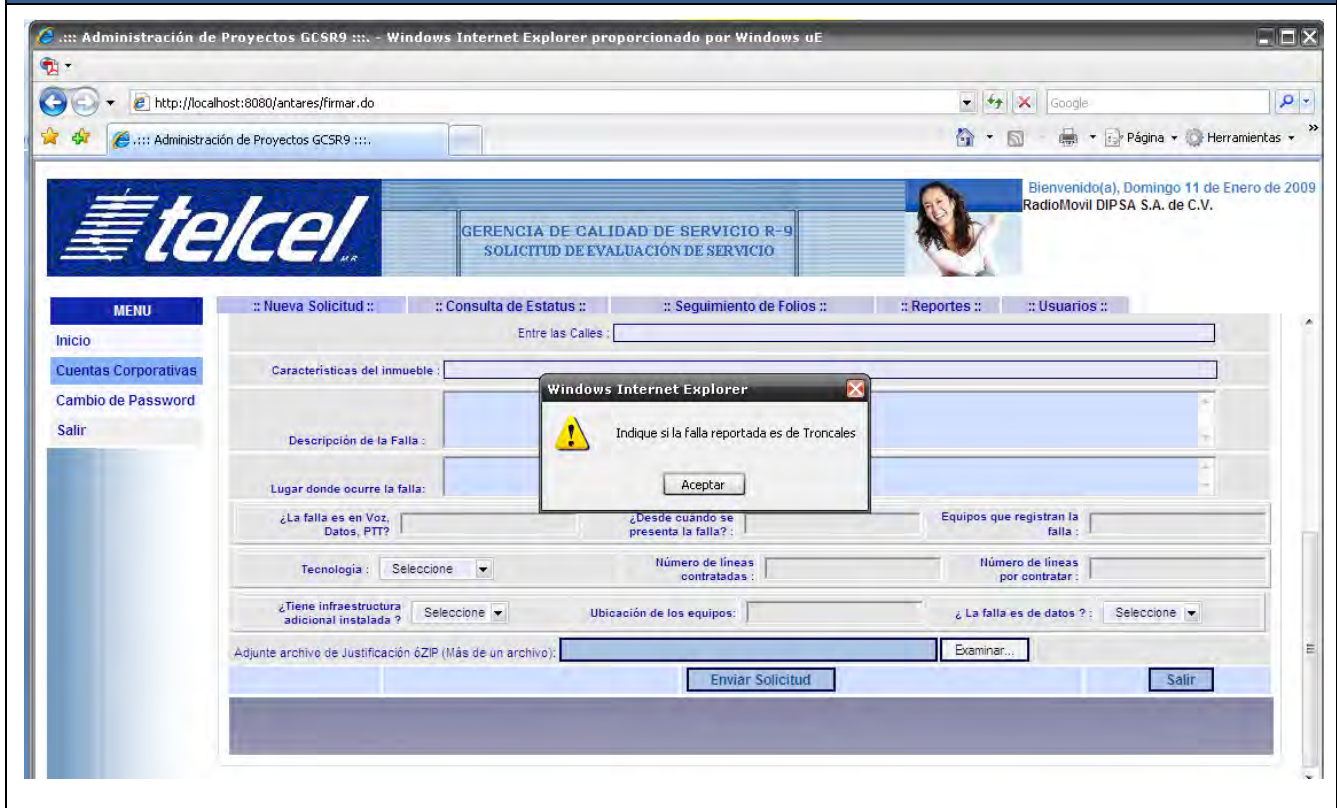 .::: Administración de Proyectos GCSR9 :::. - Windows Internet Explorer proporcionado por Windows uE
http://localhost:8080/antares/firmar.do
Google
.::: Administración de Proyectos GCSR9 :::.
Página
Herramientas
»
telcel
M.R.
GERENCIA DE CALIDAD DE SERVICIO R-9
SOLICITUD DE EVALUACIÓN DE SERVICIO
Bienvenido(a), Domingo 11 de Enero de 2009
RadioMovil DIPSA S.A. de C.V.
MENU
Inicio
Cuentas Corporativas
Cambio de Password
Salir
:: Nueva Solicitud ::
:: Consulta de Estatus ::
:: Seguimiento de Folios ::
:: Reportes ::
:: Usuarios ::
Entre las Calles :
Características del inmueble :
Windows Internet Explorer
Indique si la falla reportada es de Troncales
Aceptar
Descripción de la Falla :
Lugar donde ocurre la falla:
¿La falla es en Voz,
Datos, PTT?
¿Desde cuándo se
presenta la falla? :
Equipos que registran la
falla :
Tecnología :
Seleccione
Número de líneas
contratadas :
Número de líneas
por contratar :
¿Tiene infraestructura
adicional instalada ?
Seleccione
Ubicación de los equipos:
¿ La falla es de datos ? :
Seleccione
Adjunte archivo de Justificación óZIP (Más de un archivo):
Examinar...
Enviar Solicitud
Salir